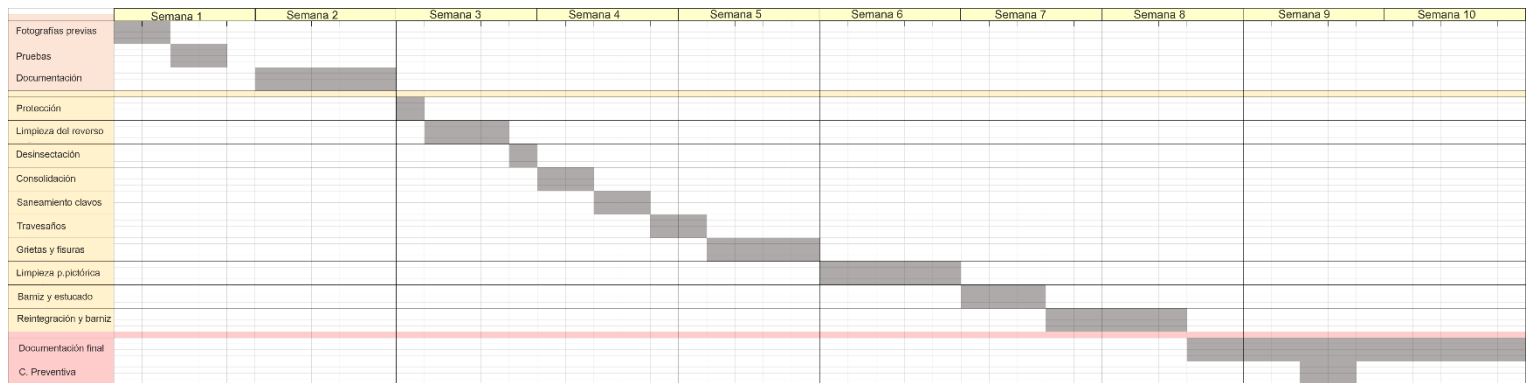 Semana 1 Semana 2 Semana 3 Semana 4 Semana 5 Semana 6 Semana 7 Semana 8 Semana 9 Semana 10
Fotografías previas
Pruebas
Documentación
Protección
Limpieza del reverso
Desinsectación
Consolidación
Saneamiento clavos
Travesaños
Grietas y fisuras
Limpieza p.pictórica
Barniz y estucado
Reintegración y barniz
Documentación final
C. Preventiva